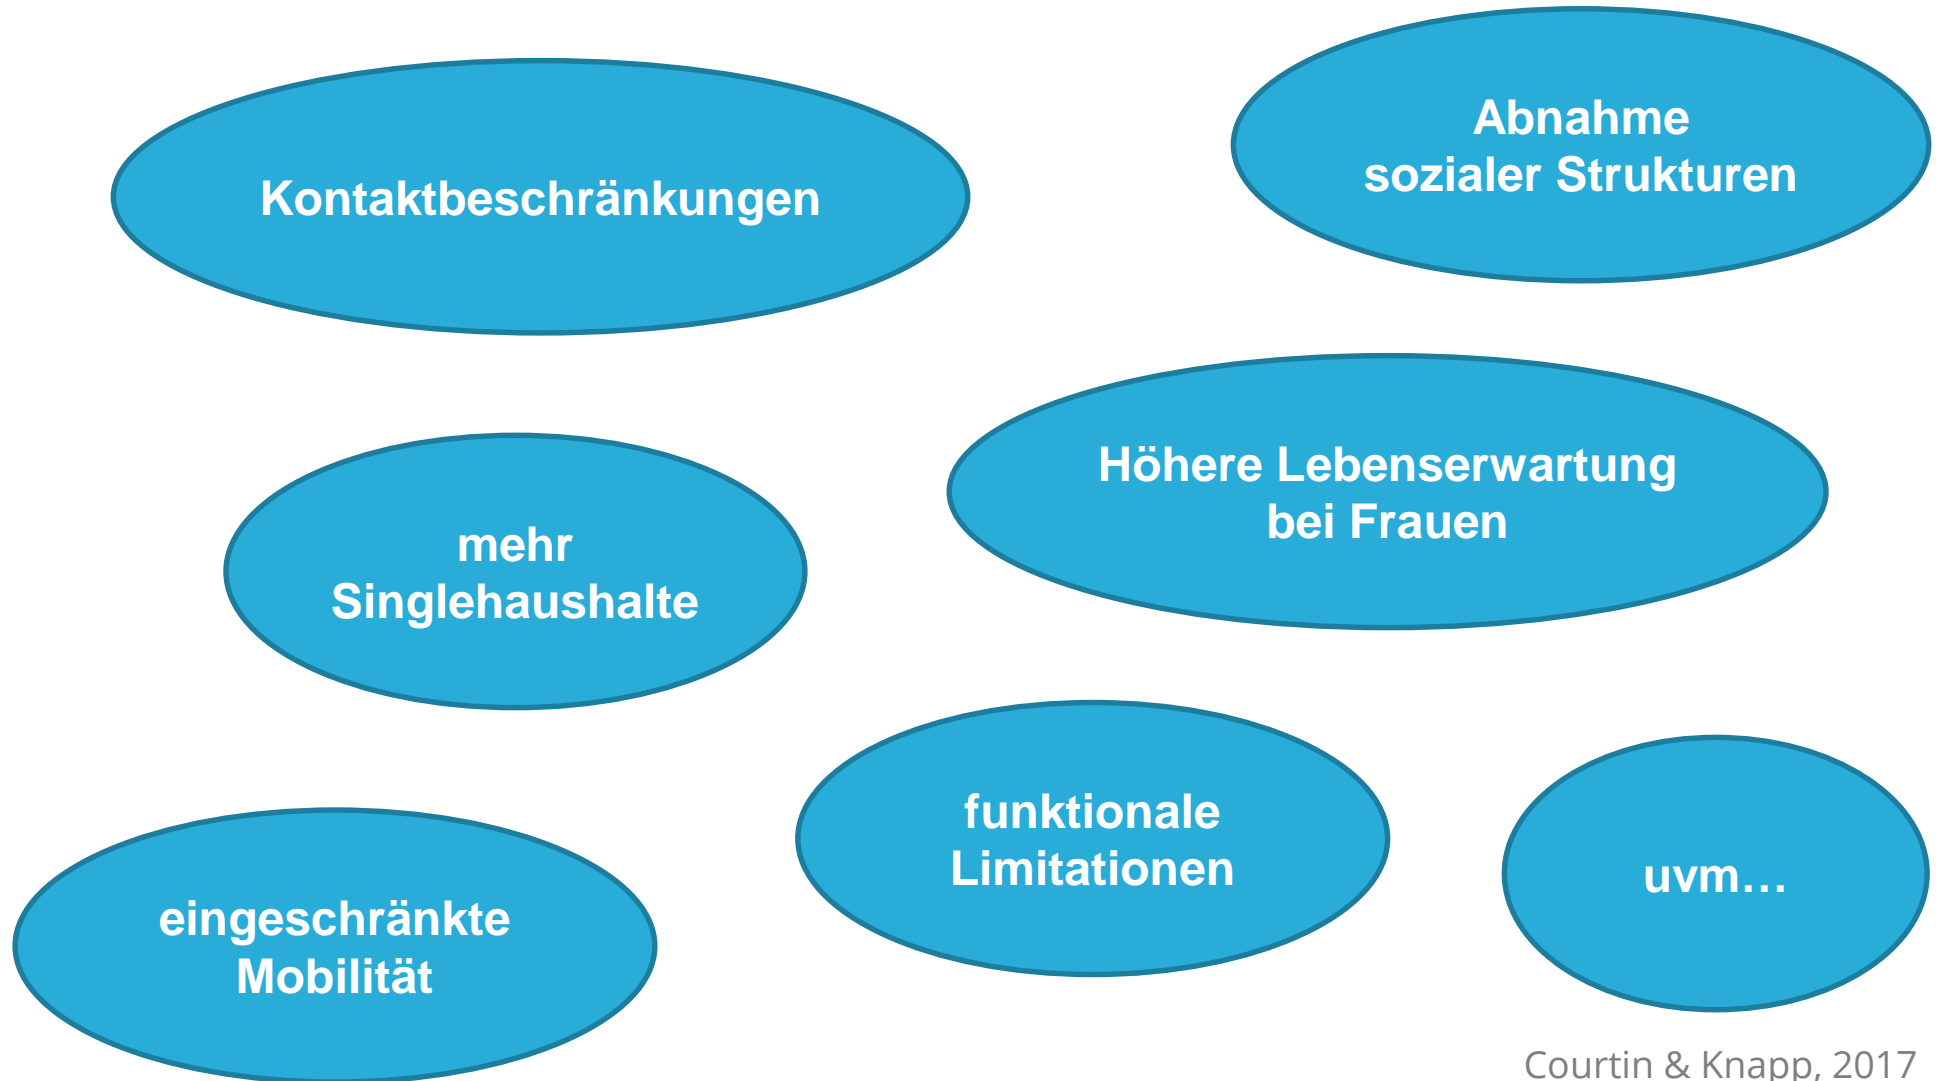 Abnahme
sozialer Strukturen
Kontaktbeschränkungen
Höhere Lebenserwartung
bei Frauen
mehr
Singlehaushalte
funktionale
Limitationen
uvm…
eingeschränkte
Mobilität
Courtin & Knapp, 2017